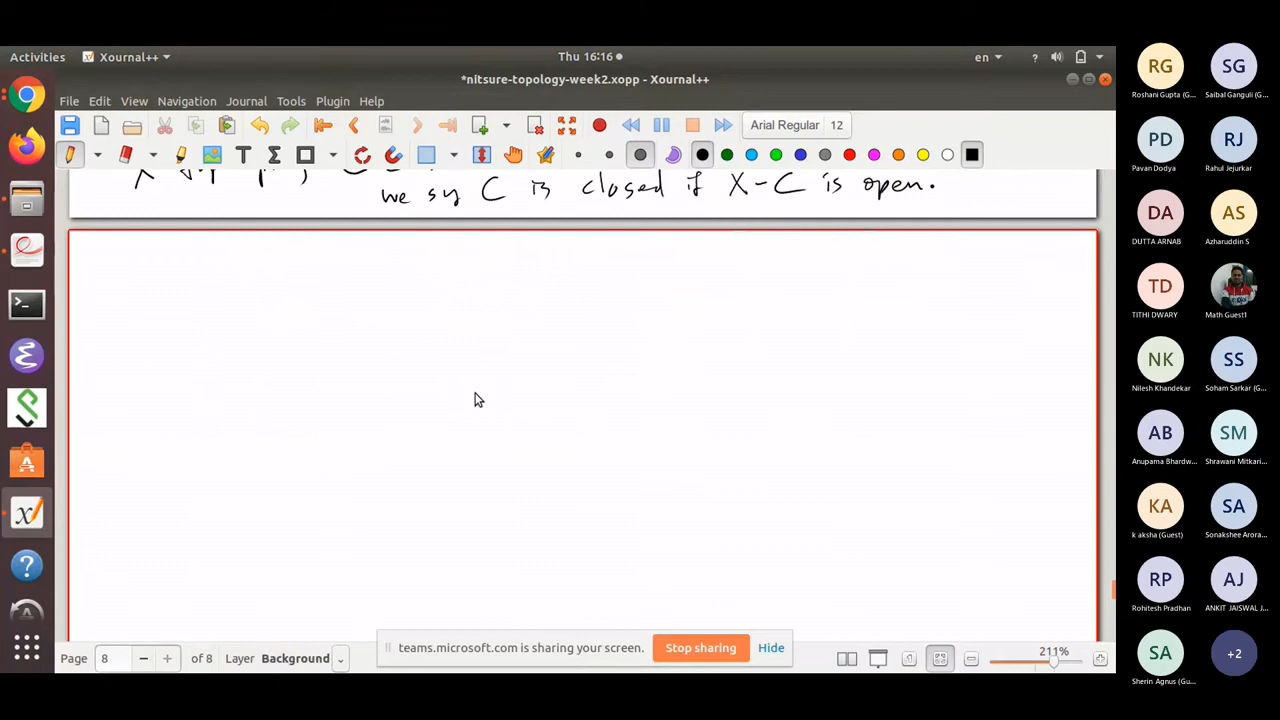 Activities Xournal++ Thu 16:16 en ?
*nitsure-topology-week2.xopp - Xournal++
File Edit View Navigation Journal Tools Plugin Help
Arial Regular 12
we sy C is closed if X-C is open.
teams.microsoft.com is sharing your screen. Stop sharing Hide
Page 8 of 8 Layer Background 211%
RG SG
Roshani Gupta (G... Saibal Ganguli (G...
PD RJ
Pavan Dodya Rahul Jejurkar
DA AS
DUTTA ARNAB Azharuddin S
TD
TITHI DWARY Math Guest1
NK SS
Nilesh Khandekar Soham Sarkar (G...
AB SM
Anupama Bhardw... Shrawani Mitkari...
KA SA
k aksha (Guest) Sonakshee Arora...
RP AJ
Rohitesh Pradhan ANKIT JAISWAL J...
SA +2
Sherin Agnus (Gu...